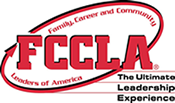 Family, Career and Community
FCCLA®
Leaders of America
The Ultimate
Leadership
Experience